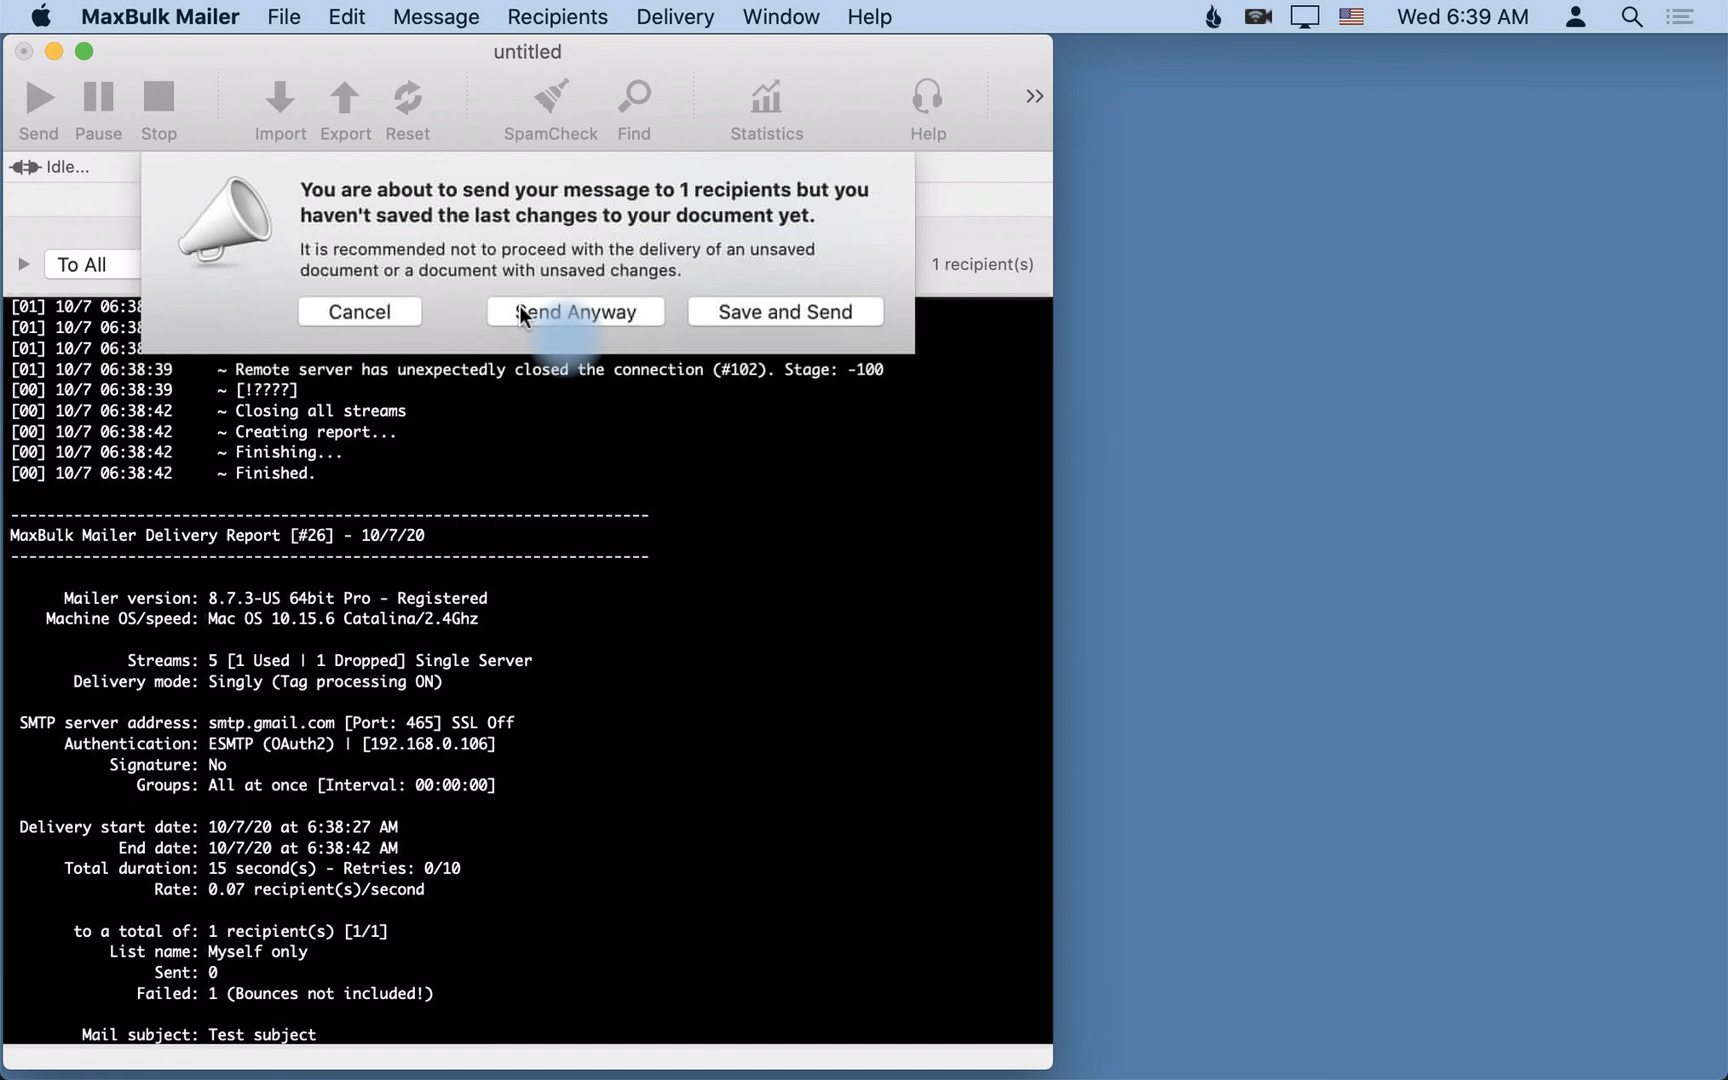 MaxBulk Mailer File Edit Message Recipients Delivery Window Help Wed 6:39 AM
untitled
Send Pause Stop Import Export Reset SpamCheck Find Statistics Help
Idle...
You are about to send your message to 1 recipients but you
haven't saved the last changes to your document yet.
It is recommended not to proceed with the delivery of an unsaved
document or a document with unsaved changes.
To All
1 recipient(s)
Cancel Send Anyway Save and Send
[01] 10/7 06:38
[01] 10/7 06:38
[01] 10/7 06:38
[01] 10/7 06:38:39 ~ Remote server has unexpectedly closed the connection (#102). Stage: -100
[00] 10/7 06:38:39 ~ [!????]
[00] 10/7 06:38:42 ~ Closing all streams
[00] 10/7 06:38:42 ~ Creating report...
[00] 10/7 06:38:42 ~ Finishing...
[00] 10/7 06:38:42 ~ Finished.
-----------------------------------------------------------------------
MaxBulk Mailer Delivery Report [#26] - 10/7/20
-----------------------------------------------------------------------
Mailer version: 8.7.3-US 64bit Pro - Registered
Machine OS/speed: Mac OS 10.15.6 Catalina/2.4Ghz
Streams: 5 [1 Used | 1 Dropped] Single Server
Delivery mode: Singly (Tag processing ON)
SMTP server address: smtp.gmail.com [Port: 465] SSL Off
Authentication: ESMTP (OAuth2) | [192.168.0.106]
Signature: No
Groups: All at once [Interval: 00:00:00]
Delivery start date: 10/7/20 at 6:38:27 AM
End date: 10/7/20 at 6:38:42 AM
Total duration: 15 second(s) - Retries: 0/10
Rate: 0.07 recipient(s)/second
to a total of: 1 recipient(s) [1/1]
List name: Myself only
Sent: 0
Failed: 1 (Bounces not included!)
Mail subject: Test subject